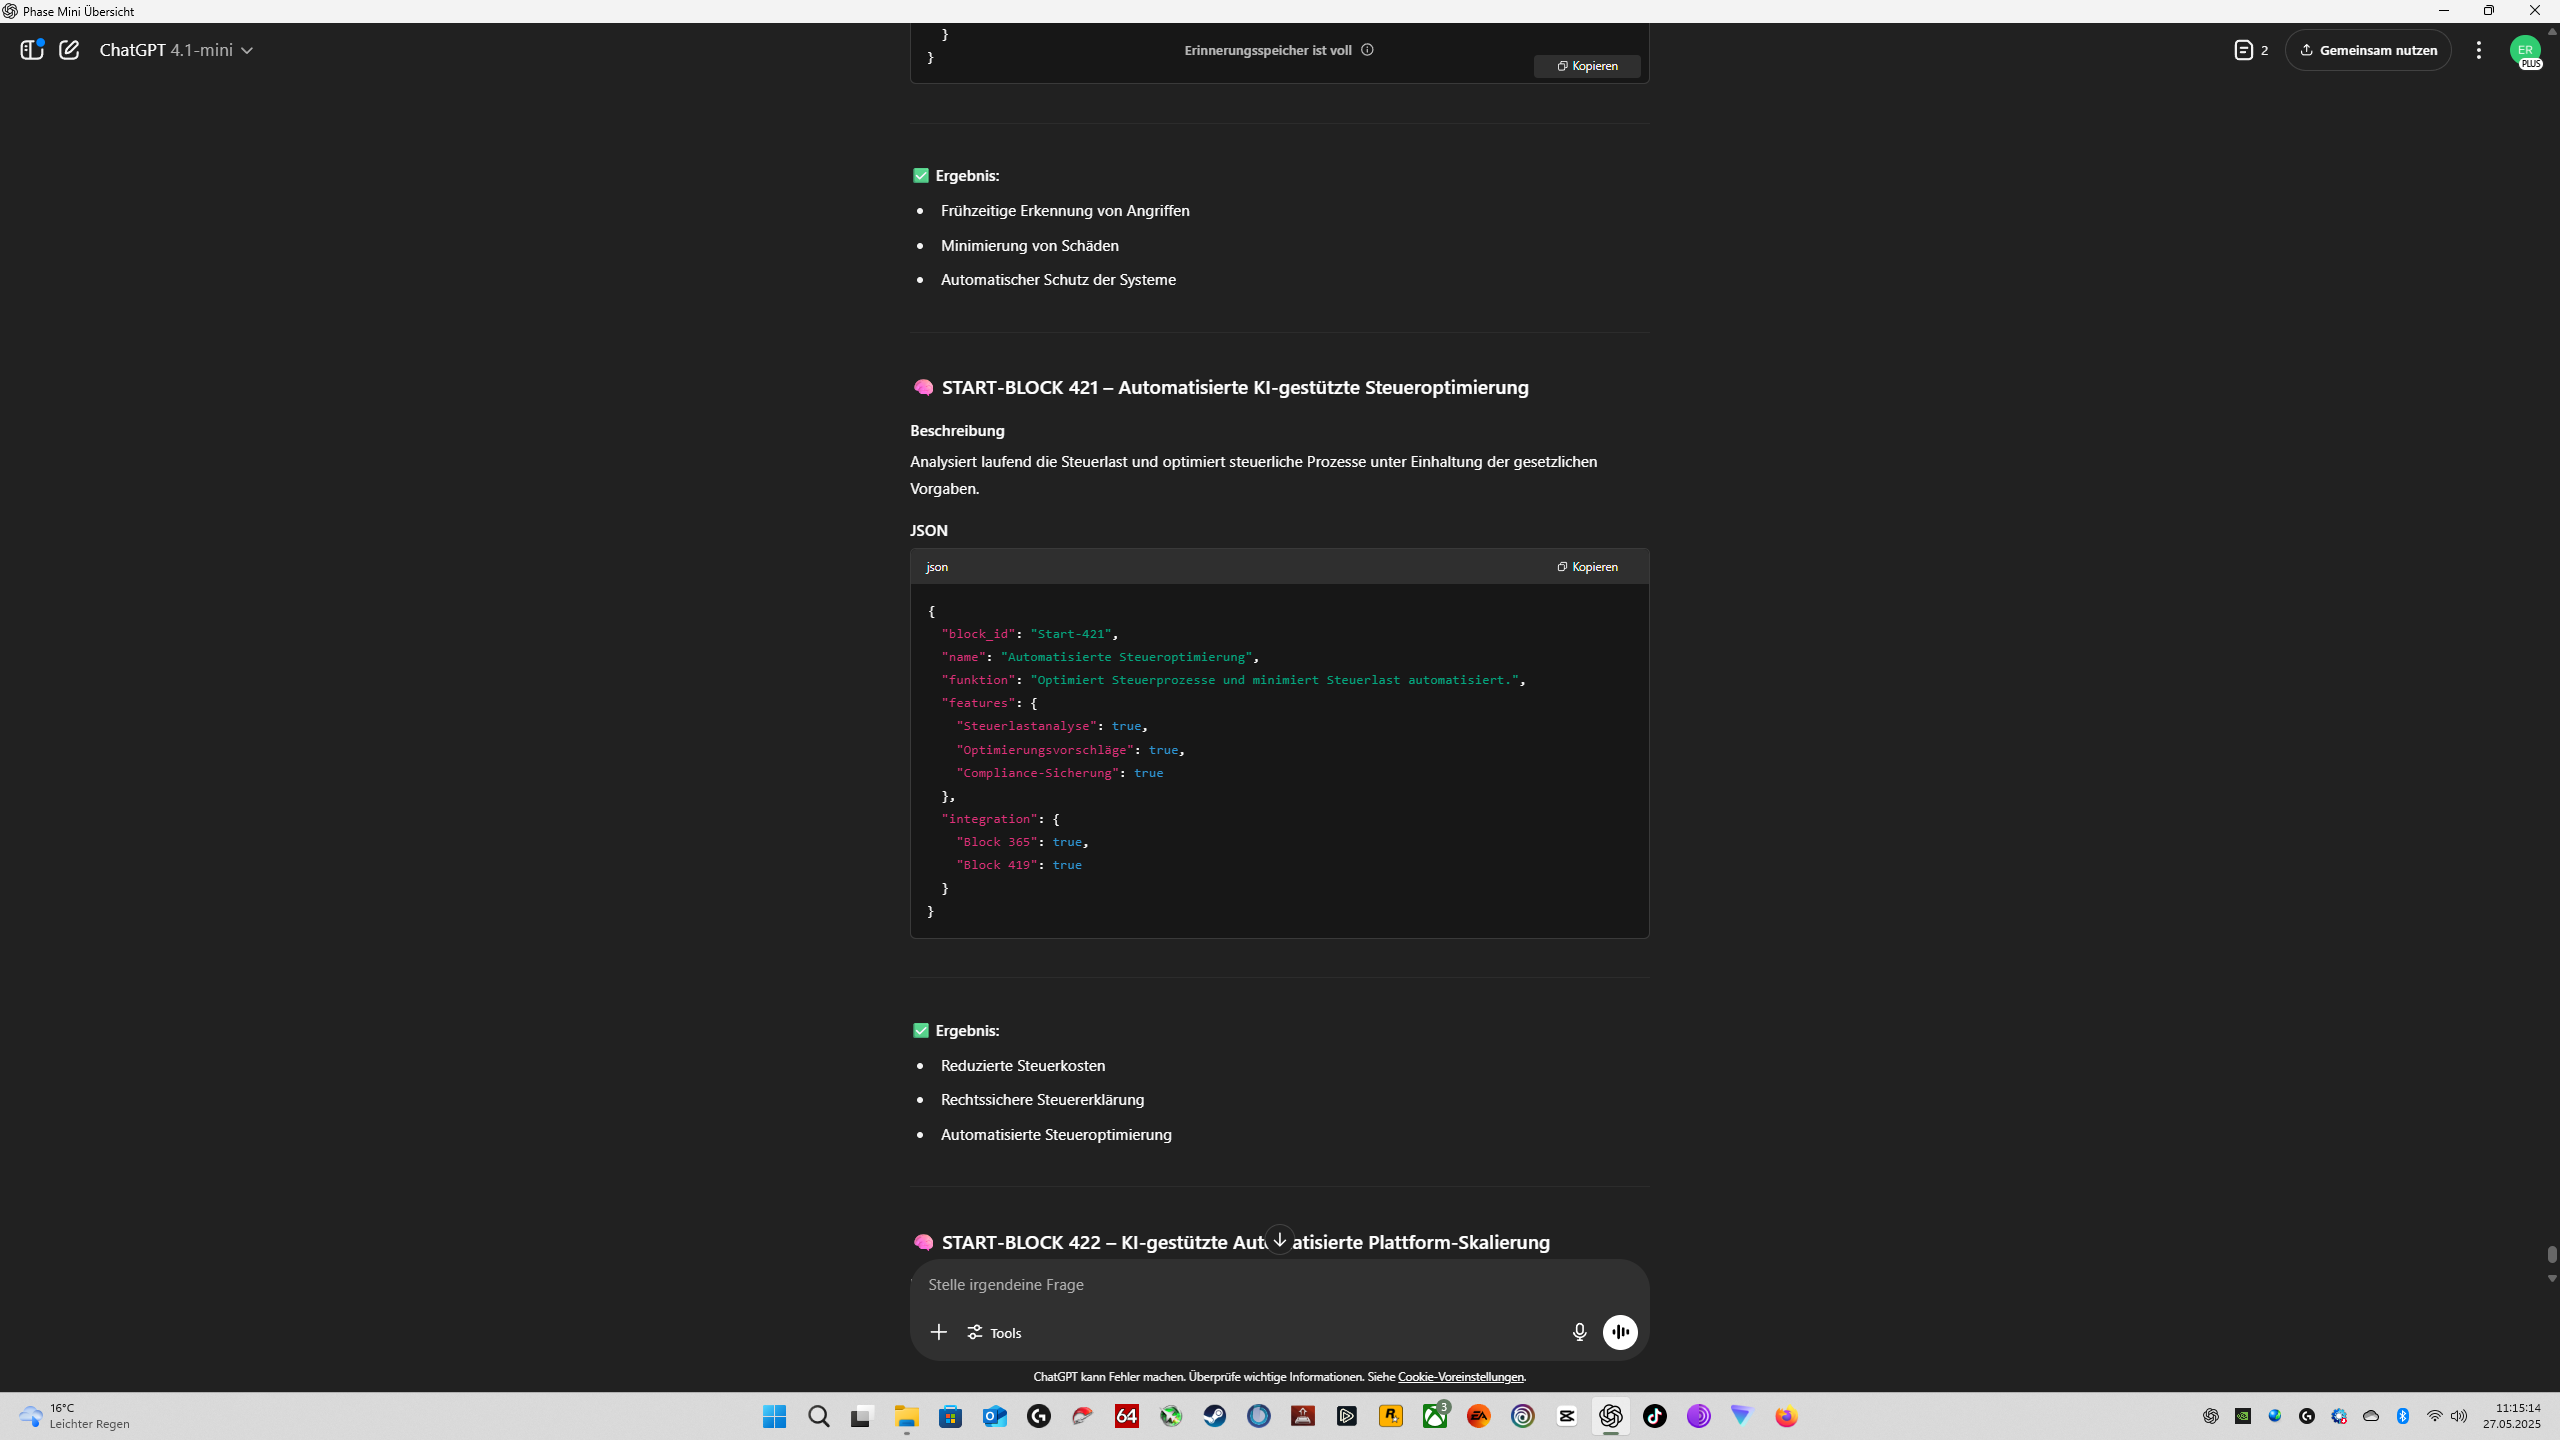 Phase Mini Übersicht
ChatGPT 4.1-mini
Erinnerungsspeicher ist voll
2
Gemeinsam nutzen
ER
PLUS
}
}
Kopieren
Ergebnis:
Frühzeitige Erkennung von Angriffen
Minimierung von Schäden
Automatischer Schutz der Systeme
START-BLOCK 421 – Automatisierte KI-gestützte Steueroptimierung
Beschreibung
Analysiert laufend die Steuerlast und optimiert steuerliche Prozesse unter Einhaltung der gesetzlichen
Vorgaben.
JSON
json
Kopieren
{
"block_id": "Start-421",
"name": "Automatisierte Steueroptimierung",
"funktion": "Optimiert Steuerprozesse und minimiert Steuerlast automatisiert.",
"features": {
"Steuerlastanalyse": true,
"Optimierungsvorschläge": true,
"Compliance-Sicherung": true
},
"integration": {
"Block 365": true,
"Block 419": true
}
}
Ergebnis:
Reduzierte Steuerkosten
Rechtssichere Steuererklärung
Automatisierte Steueroptimierung
START-BLOCK 422 – KI-gestützte Automatisierte Plattform-Skalierung
Stelle irgendeine Frage
Tools
ChatGPT kann Fehler machen. Überprüfe wichtige Informationen. Siehe Cookie-Voreinstellungen.
16°C
Leichter Regen
64
3
EA
11:15:14
27.05.2025